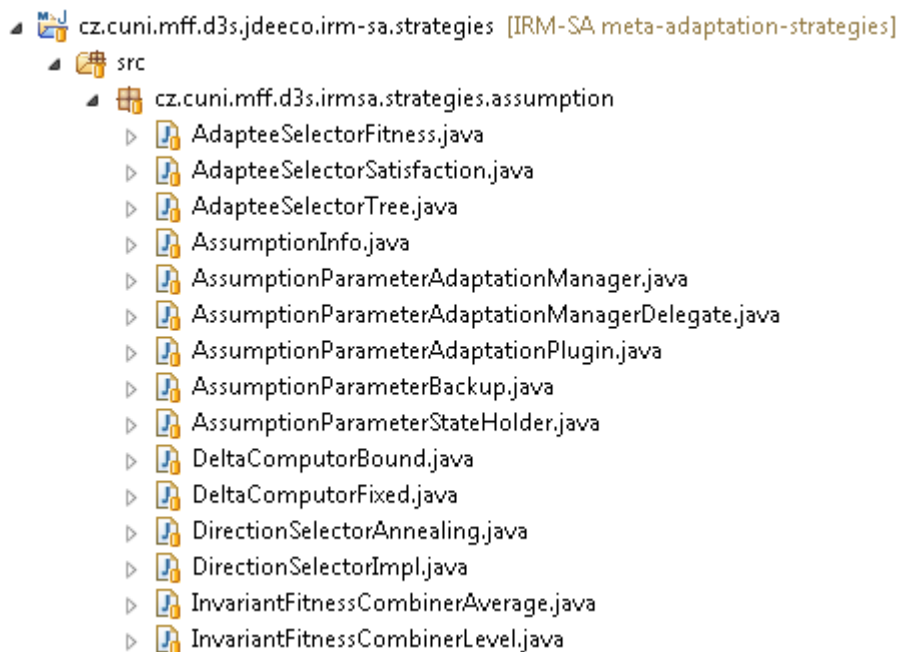 cz.cuni.mff.d3s.jdeeco.irm-sa.strategies [IRM-SA meta-adaptation-strategies]
src
cz.cuni.mff.d3s.irmsa.strategies.assumption
AdapteeSelectorFitness.java
AdapteeSelectorSatisfaction.java
AdapteeSelectorTree.java
AssumptionInfo.java
AssumptionParameterAdaptationManager.java
AssumptionParameterAdaptationManagerDelegate.java
AssumptionParameterAdaptationPlugin.java
AssumptionParameterBackup.java
AssumptionParameterStateHolder.java
DeltaComputorBound.java
DeltaComputorFixed.java
DirectionSelectorAnnealing.java
DirectionSelectorImpl.java
InvariantFitnessCombinerAverage.java
InvariantFitnessCombinerLevel.java